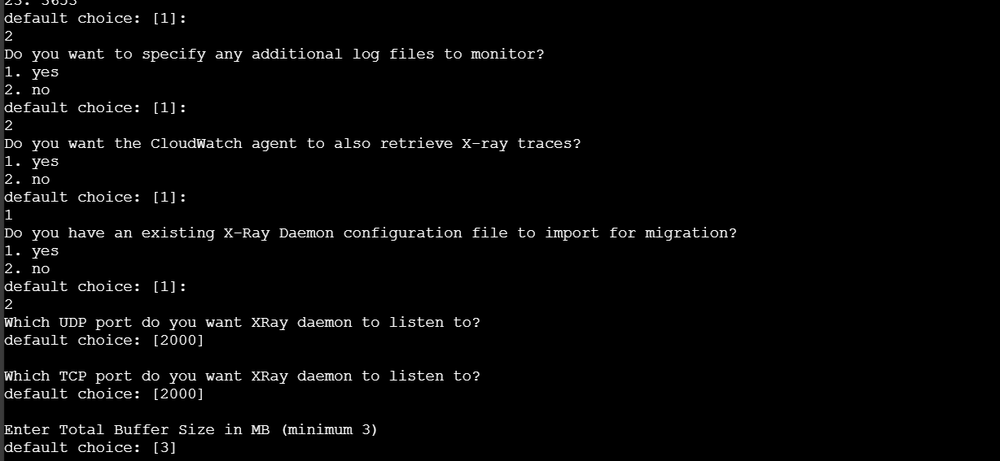 23. 3653
default choice: [1]:
2
Do you want to specify any additional log files to monitor?
1. yes
2. no
default choice: [1]:
2
Do you want the CloudWatch agent to also retrieve X-ray traces?
1. yes
2. no
default choice: [1]:
1
Do you have an existing X-Ray Daemon configuration file to import for migration?
1. yes
2. no
default choice: [1]:
2
Which UDP port do you want XRay daemon to listen to?
default choice: [2000]
Which TCP port do you want XRay daemon to listen to?
default choice: [2000]
Enter Total Buffer Size in MB (minimum 3)
default choice: [3]